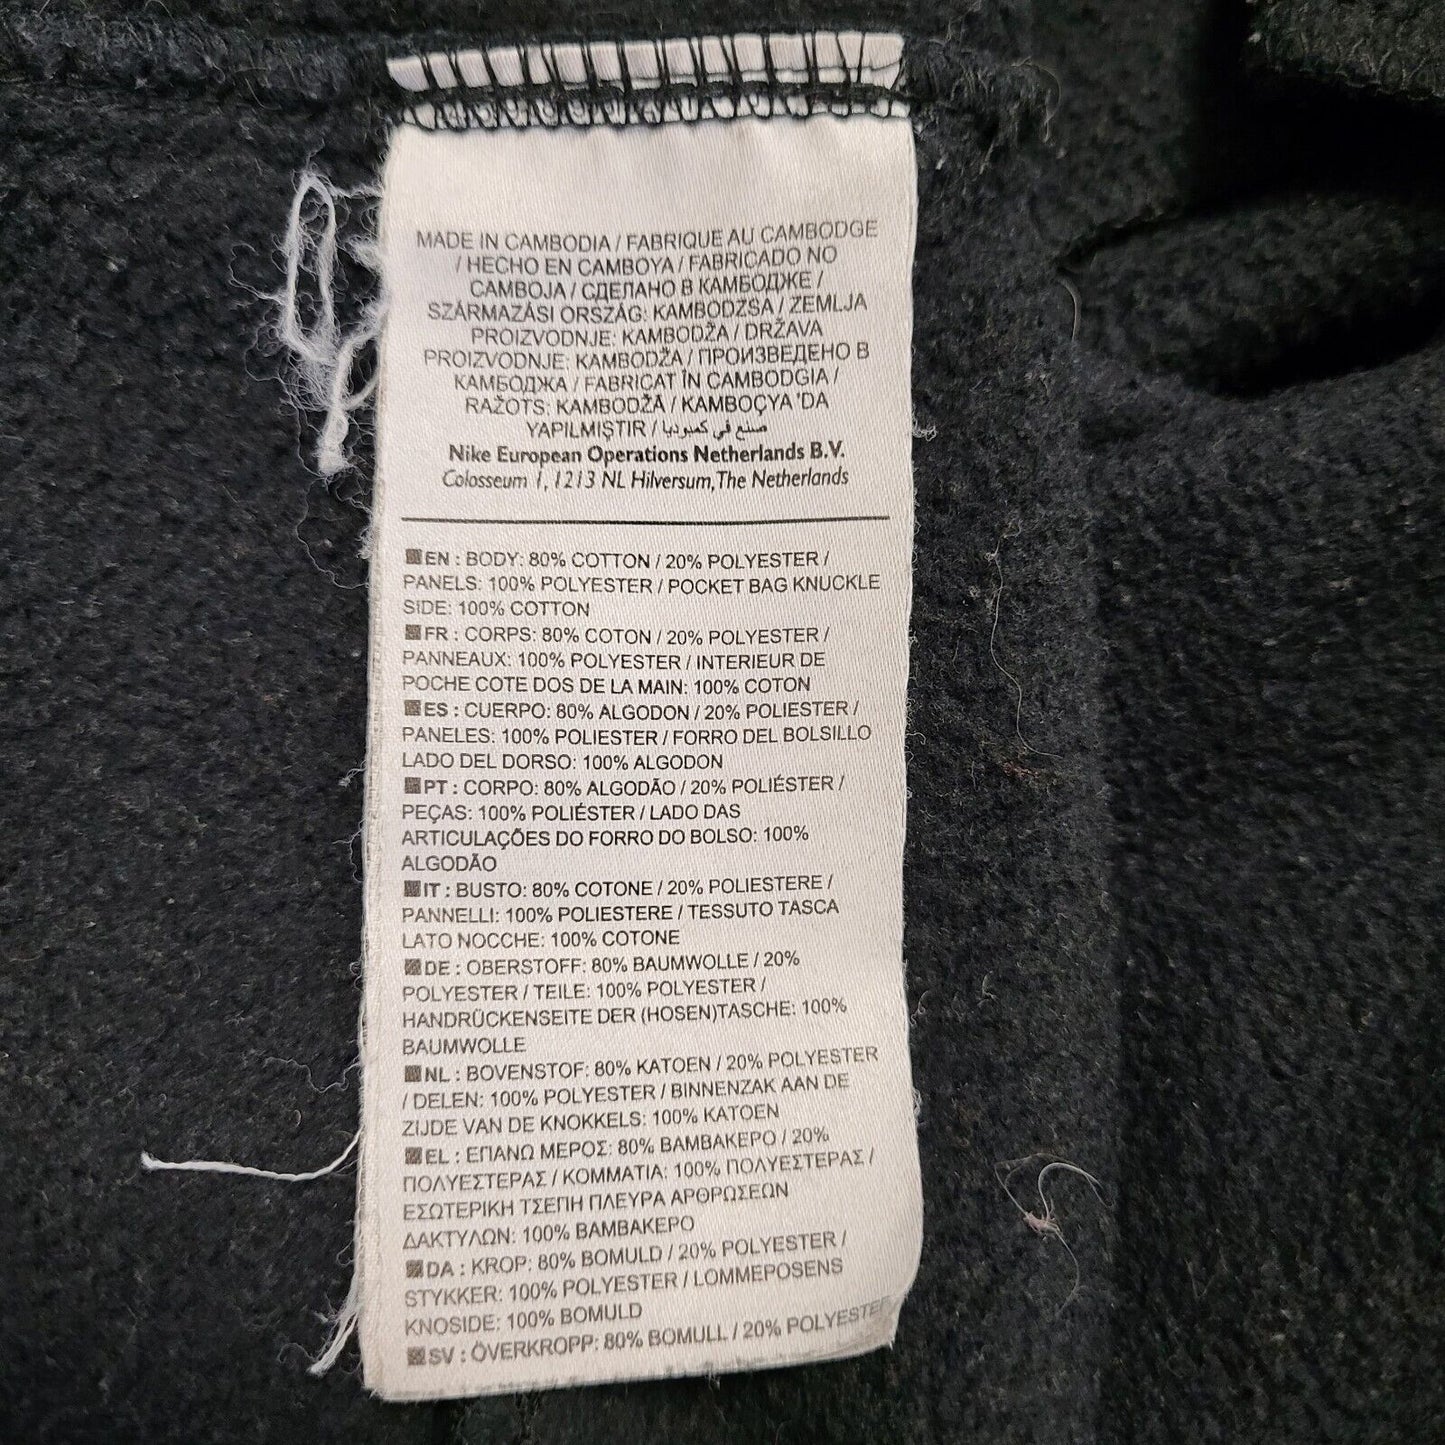 MADE IN CAMBODIA / FABRIQUE AU CAMBODGE
/ HECHO EN CAMBOYA / FABRICADO NO
CAMBOJA / СДЕЛАНО В КАМБОДЖЕ /
SZÁRMAZÁSI ORSZÁG: KAMBODZSA / ZEMLJA
PROIZVODNJE: KAMBODŽA / DRŽAVA
PROIZVODNJE: KAMBODŽA / ПРОИЗВЕДЕНО В
КАМБОДЖА / FABRICAT ÎN CAMBODGIA /
RAŽOTS: KAMBODŽĀ / KAMBOÇYA 'DA
YAPILMIŞTIR / صنع في كمبوديا
Nike European Operations Netherlands B.V.
Colosseum 1, 1213 NL Hilversum, The Netherlands
EN : BODY: 80% COTTON / 20% POLYESTER /
PANELS: 100% POLYESTER / POCKET BAG KNUCKLE
SIDE: 100% COTTON
FR : CORPS: 80% COTON / 20% POLYESTER /
PANNEAUX: 100% POLYESTER / INTERIEUR DE
POCHE COTE DOS DE LA MAIN: 100% COTON
ES : CUERPO: 80% ALGODON / 20% POLIESTER /
PANELES: 100% POLIESTER / FORRO DEL BOLSILLO
LADO DEL DORSO: 100% ALGODON
PT : CORPO: 80% ALGODÃO / 20% POLIÉSTER /
PEÇAS: 100% POLIÉSTER / LADO DAS
ARTICULAÇÕES DO FORRO DO BOLSO: 100%
ALGODÃO
IT : BUSTO: 80% COTONE / 20% POLIESTERE /
PANNELLI: 100% POLIESTERE / TESSUTO TASCA
LATO NOCCHE: 100% COTONE
DE : OBERSTOFF: 80% BAUMWOLLE / 20%
POLYESTER / TEILE: 100% POLYESTER /
HANDRÜCKENSEITE DER (HOSEN)TASCHE: 100%
BAUMWOLLE
NL : BOVENSTOF: 80% KATOEN / 20% POLYESTER
/ DELEN: 100% POLYESTER / BINNENZAK AAN DE
ZIJDE VAN DE KNOKKELS: 100% KATOEN
EL : ΕΠΑΝΩ ΜΕΡΟΣ: 80% ΒΑΜΒΑΚΕΡΟ / 20%
ΠΟΛΥΕΣΤΕΡΑΣ / ΚΟΜΜΑΤΙΑ: 100% ΠΟΛΥΕΣΤΕΡΑΣ /
ΕΣΩΤΕΡΙΚΗ ΤΣΕΠΗ ΠΛΕΥΡΑ ΑΡΘΡΩΣΕΩΝ
ΔΑΚΤΥΛΩΝ: 100% ΒΑΜΒΑΚΕΡΟ
DA : KROP: 80% BOMULD / 20% POLYESTER /
STYKKER: 100% POLYESTER / LOMMEPOSENS
KNOSIDE: 100% BOMULD
SV : ÖVERKROPP: 80% BOMULL / 20% POLYESTER